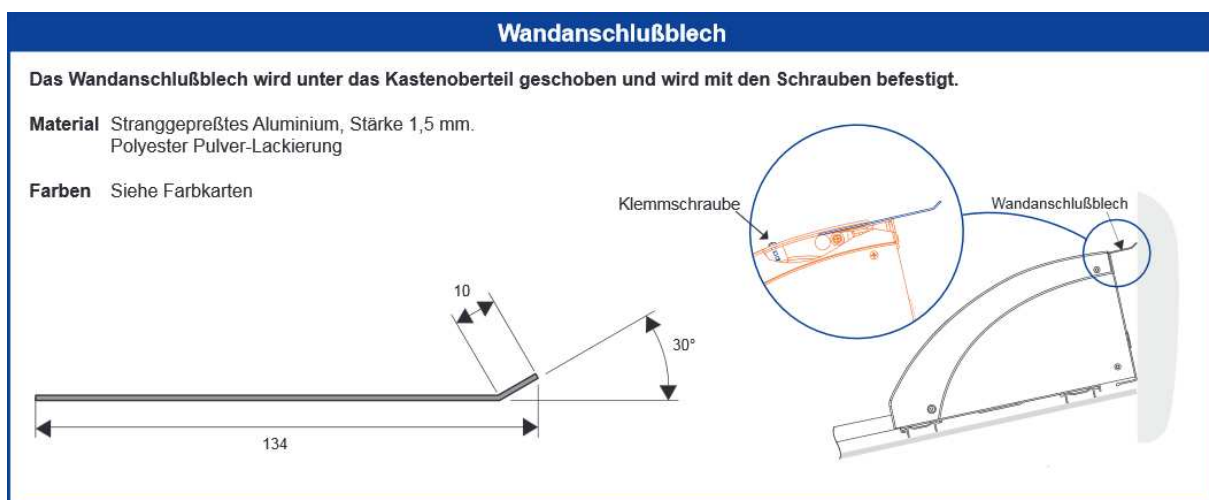 Wandanschlußblech
Das Wandanschlußblech wird unter das Kastenoberteil geschoben und wird mit den Schrauben befestigt.
Material Stranggepreßtes Aluminium, Stärke 1,5 mm.
Polyester Pulver-Lackierung
Farben Siehe Farbkarten
Klemmschraube
Wandanschlußblech
10
30°
134